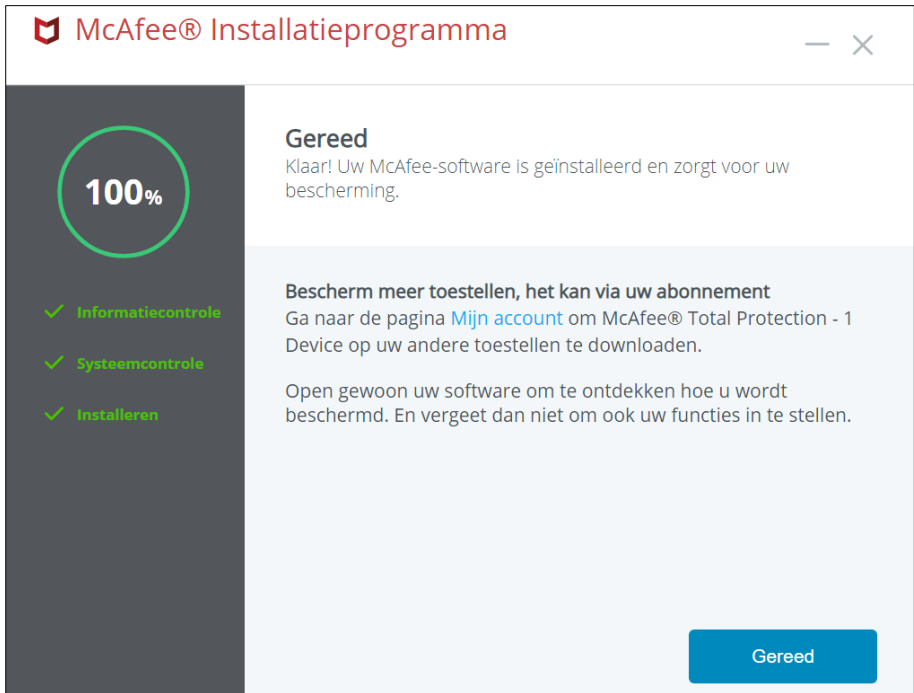 McAfee® Installatieprogramma
100%
Informatiecontrole
Systeemcontrole
Installeren
Gereed
Klaar! Uw McAfee-software is geïnstalleerd en zorgt voor uw
bescherming.
Bescherm meer toestellen, het kan via uw abonnement
Ga naar de pagina Mijn account om McAfee® Total Protection - 1
Device op uw andere toestellen te downloaden.
Open gewoon uw software om te ontdekken hoe u wordt
beschermd. En vergeet dan niet om ook uw functies in te stellen.
Gereed